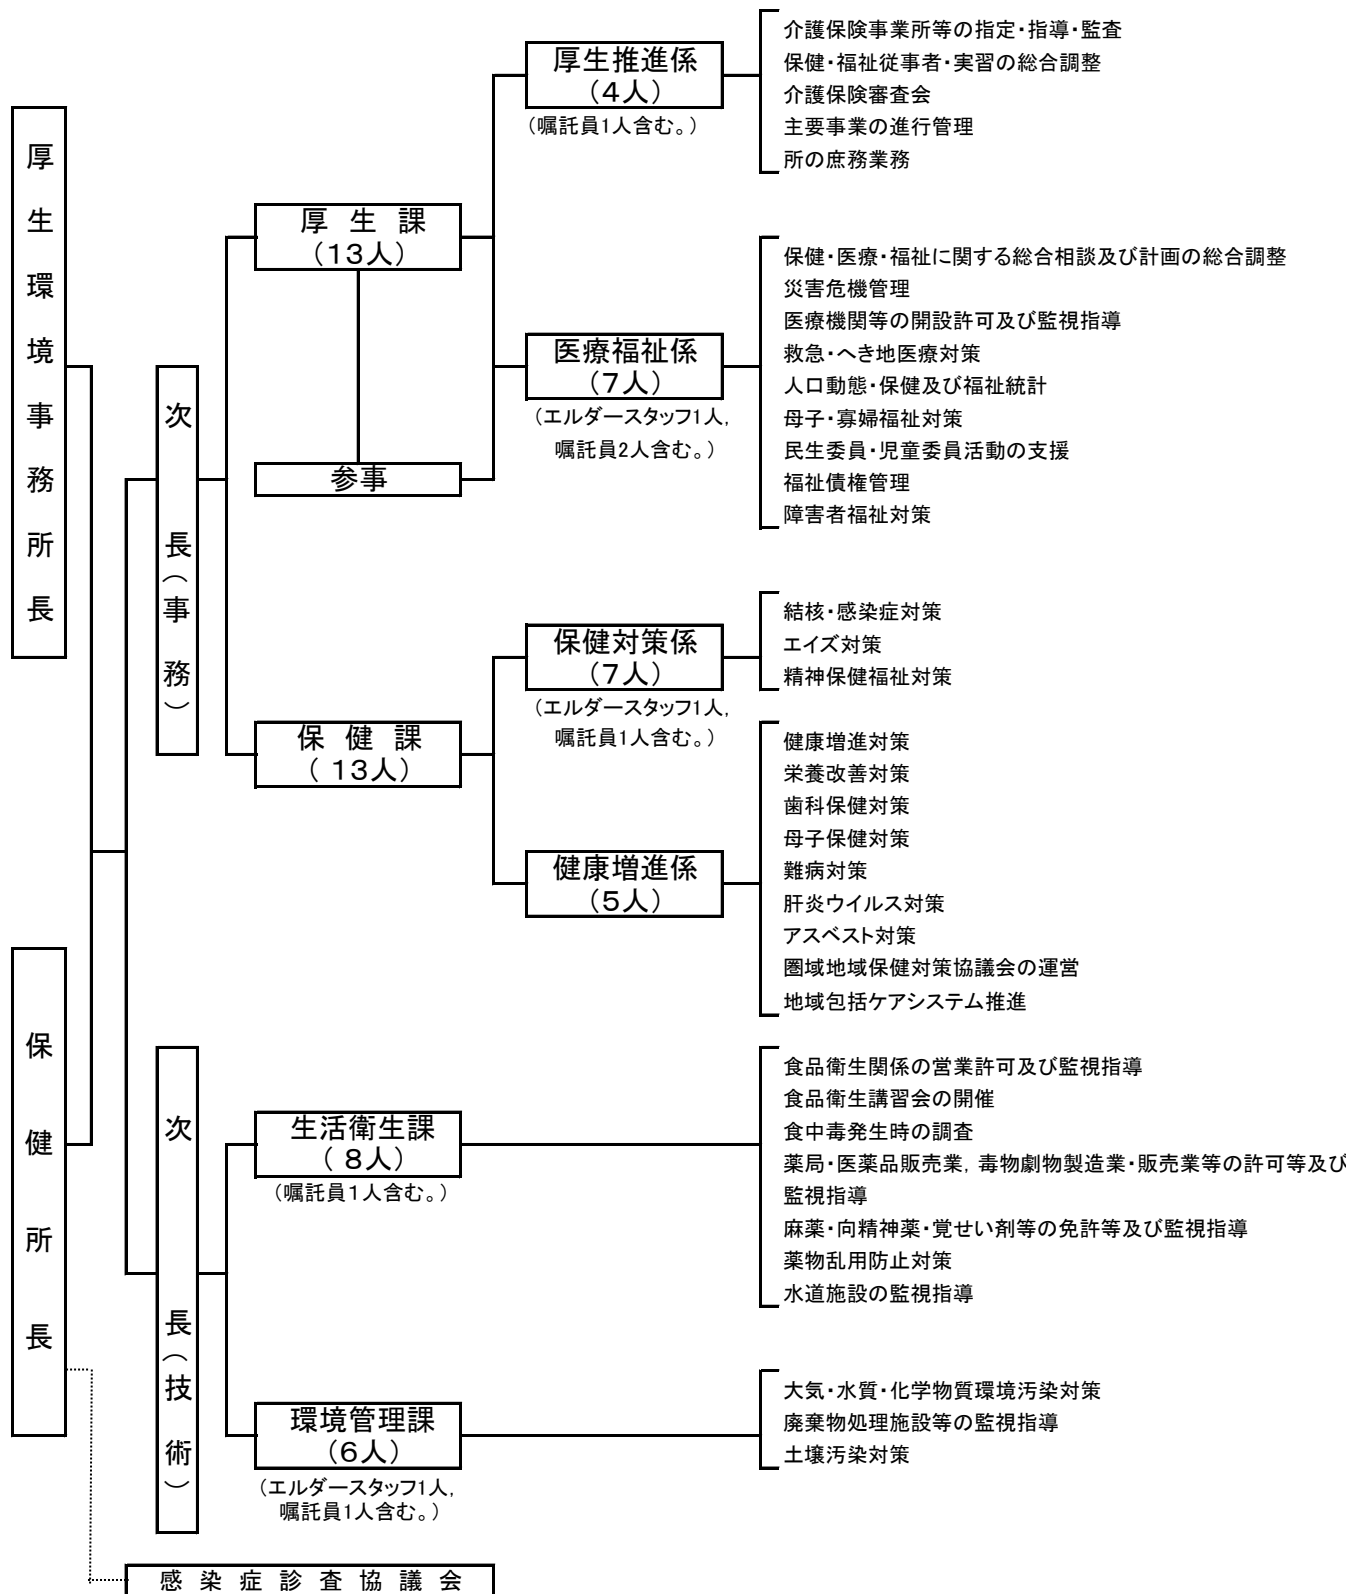 厚生環境事務所長
保健所長
次長（事務）
次長（技術）
厚生課
（13人）
参事
保健課
（13人）
生活衛生課
（8人）
（嘱託員1人含む。）
環境管理課
（6人）
（エルダースタッフ1人，
嘱託員1人含む。）
感染症診査協議会
厚生推進係
（4人）
（嘱託員1人含む。）
医療福祉係
（7人）
（エルダースタッフ1人，
嘱託員2人含む。）
保健対策係
（7人）
（エルダースタッフ1人，
嘱託員1人含む。）
健康増進係
（5人）
介護保険事業所等の指定・指導・監査
保健・福祉従事者・実習の総合調整
介護保険審査会
主要事業の進行管理
所の庶務業務
保健・医療・福祉に関する総合相談及び計画の総合調整
災害危機管理
医療機関等の開設許可及び監視指導
救急・へき地医療対策
人口動態・保健及び福祉統計
母子・寡婦福祉対策
民生委員・児童委員活動の支援
福祉債権管理
障害者福祉対策
結核・感染症対策
エイズ対策
精神保健福祉対策
健康増進対策
栄養改善対策
歯科保健対策
母子保健対策
難病対策
肝炎ウイルス対策
アスベスト対策
圏域地域保健対策協議会の運営
地域包括ケアシステム推進
食品衛生関係の営業許可及び監視指導
食品衛生講習会の開催
食中毒発生時の調査
薬局・医薬品販売業，毒物劇物製造業・販売業等の許可等及び
監視指導
麻薬・向精神薬・覚せい剤等の免許等及び監視指導
薬物乱用防止対策
水道施設の監視指導
大気・水質・化学物質環境汚染対策
廃棄物処理施設等の監視指導
土壌汚染対策